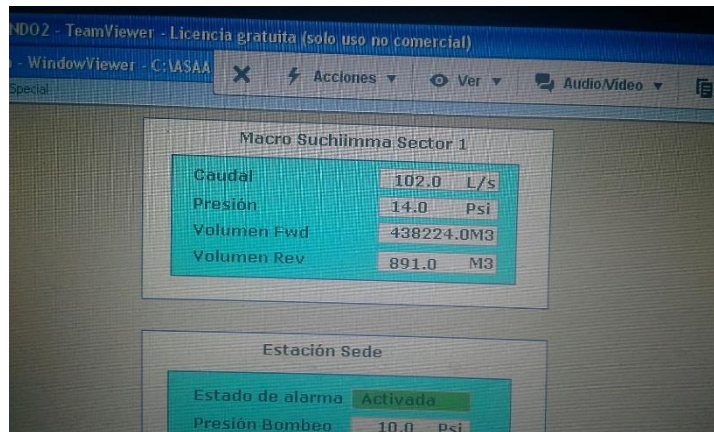 NDO2 - TeamViewer - Licencia gratuita (solo uso no comercial)
- WindowViewer - C:\ASAA
Acciones
Ver
Audio/Video
Special
Macro Suchiimma Sector 1
Caudal 102.0 L/s
Presión 14.0 Psi
Volumen Fwd 438224.0M3
Volumen Rev 891.0 M3
Estación Sede
Estado de alarma Activada
Presión Bombeo 10.0 Psi